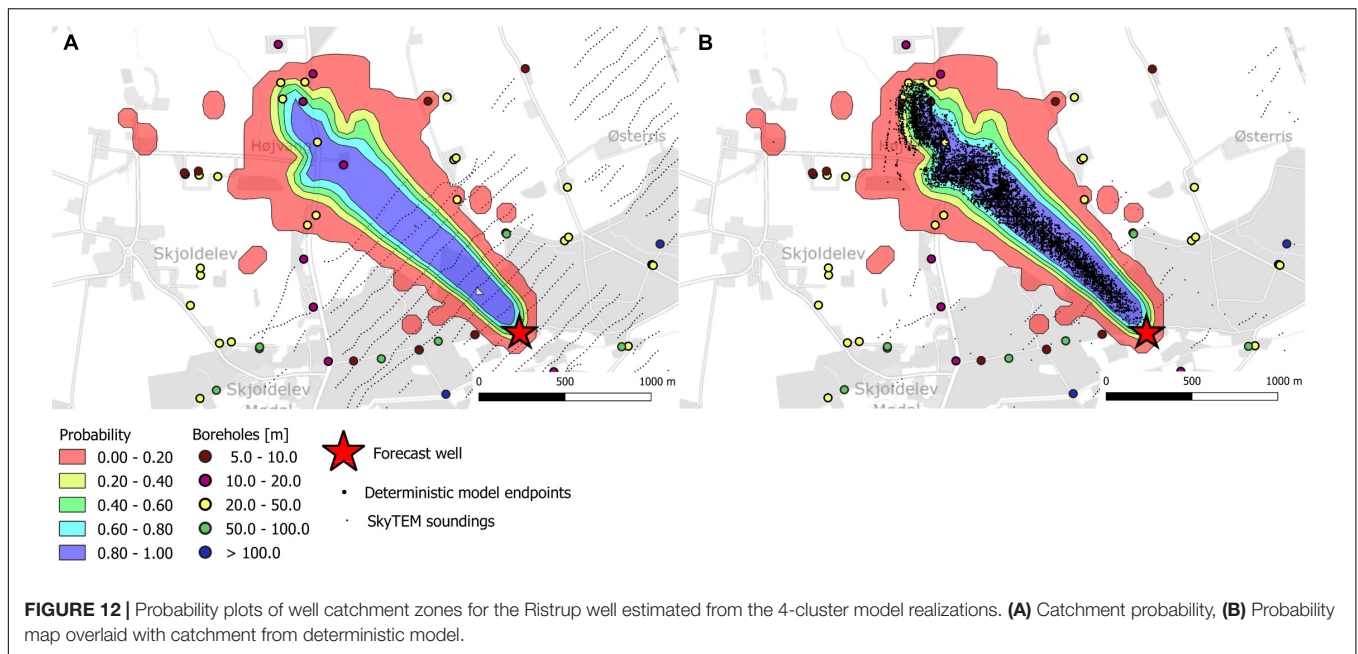 A
B
Højv
Skjoldelev
Skjoldelev
0 500 1000 m
Højv
Østerris
Skjoldelev
Skjoldelev
0 500 1000 m
Probability
0.00 - 0.20
0.20 - 0.40
0.40 - 0.60
0.60 - 0.80
0.80 - 1.00
Boreholes [m]
5.0 - 10.0
10.0 - 20.0
20.0 - 50.0
50.0 - 100.0
> 100.0
Forecast well
Deterministic model endpoints
SkyTEM soundings
FIGURE 12 | Probability plots of well catchment zones for the Ristrup well estimated from the 4-cluster model realizations. (A) Catchment probability, (B) Probability
map overlaid with catchment from deterministic model.